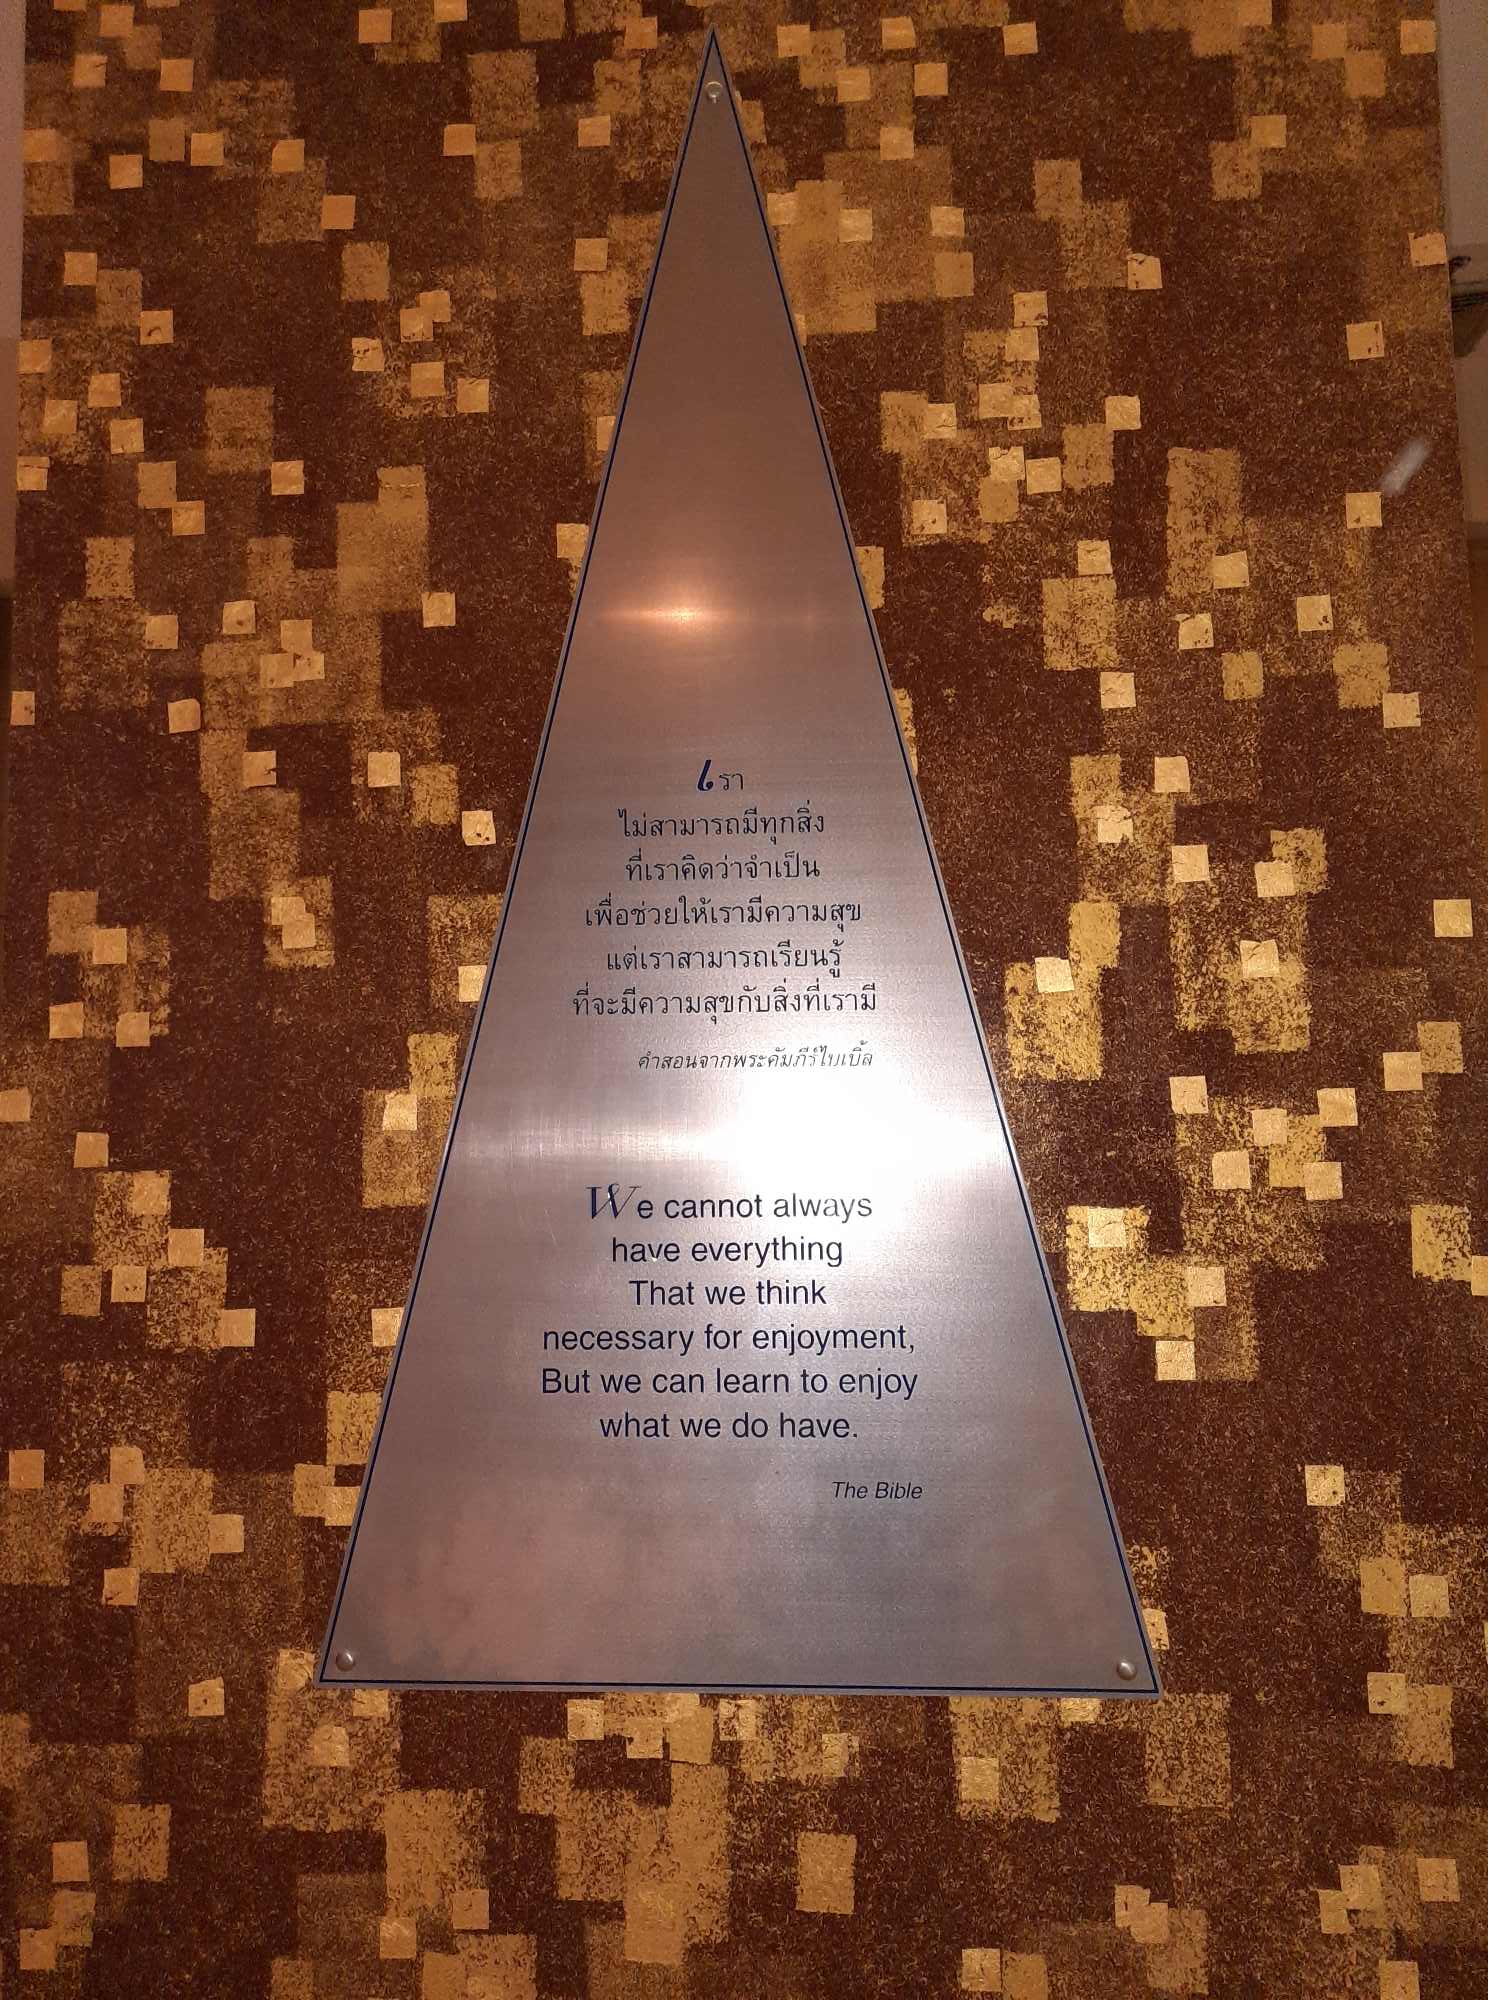 เรา
ไม่สามารถมีทุกสิ่ง
ที่เราคิดว่าจำเป็น
เพื่อช่วยให้เรามีความสุข
แต่เราสามารถเรียนรู้
ที่จะมีความสุขกับสิ่งที่เรามี
คำสอนจากพระคัมภีร์ไบเบิ้ล
We cannot always
have everything
That we think
necessary for enjoyment,
But we can learn to enjoy
what we do have.
The Bible